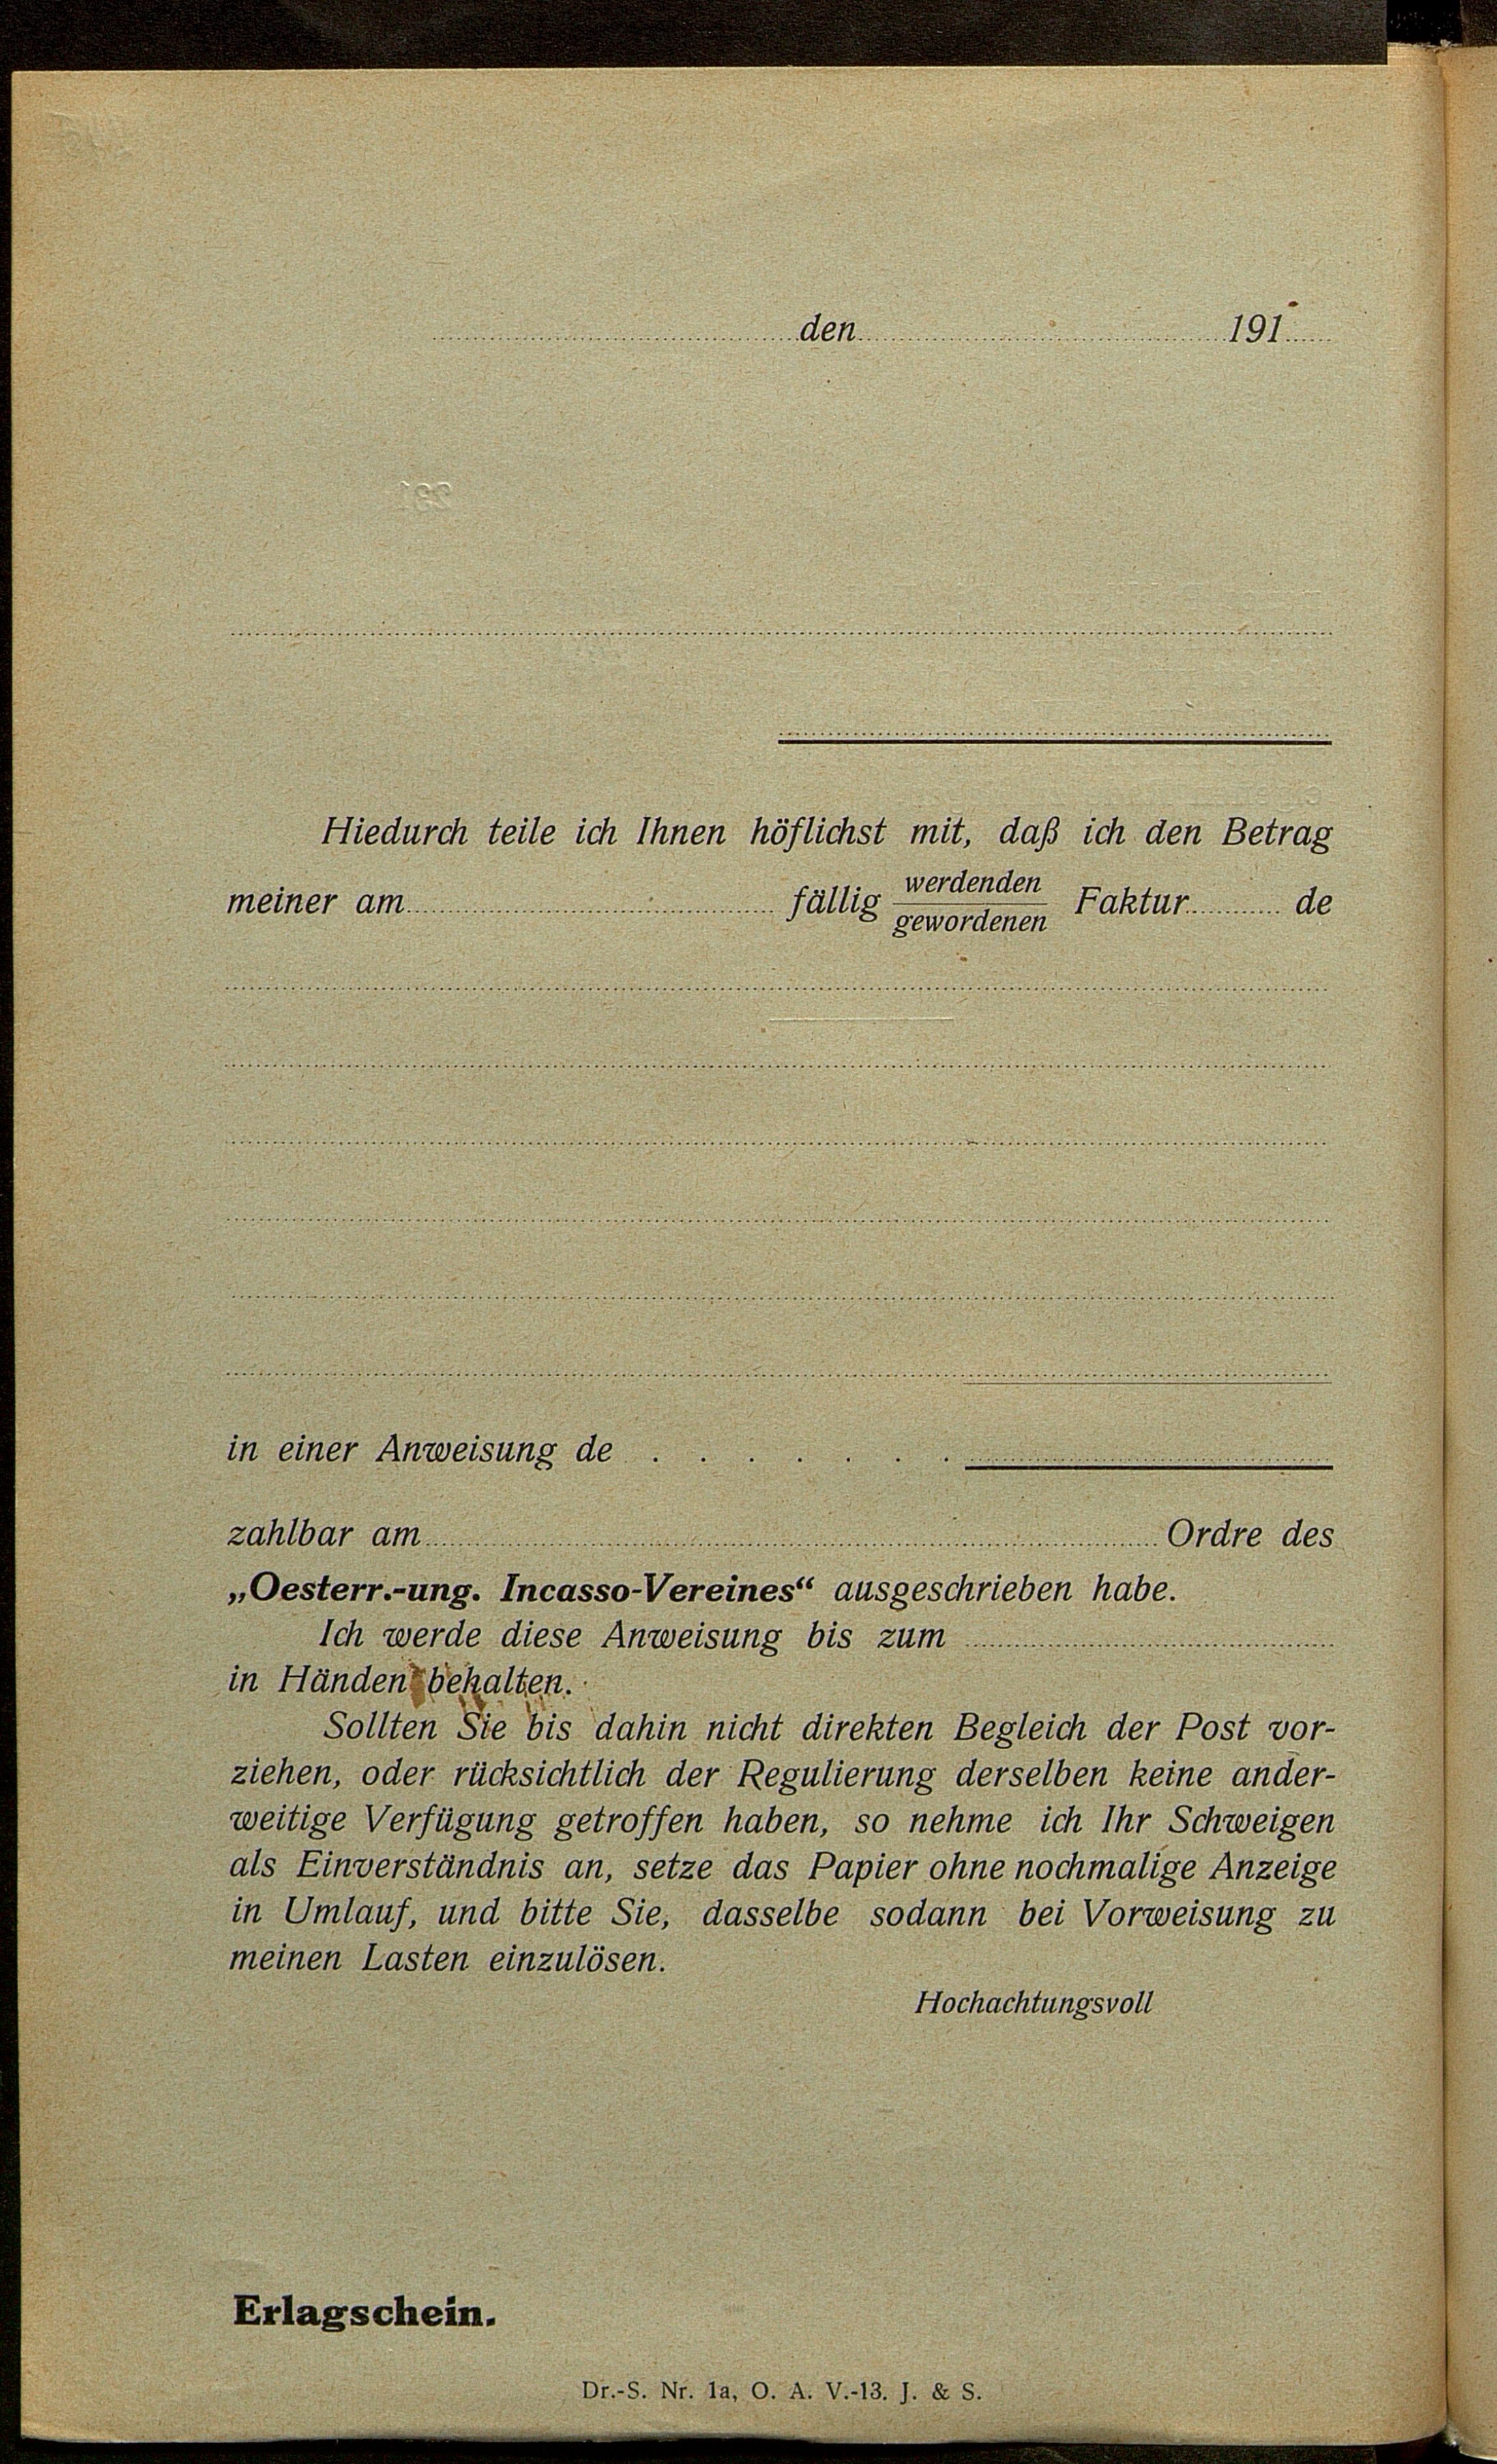 den 191
Hiedurch teile ich Ihnen höflichst mit, daß ich den Betrag
meiner am fällig werdenden Faktur de
gewordenen
in einer Anweisung de . . . . . . .
zahlbar am Ordre des
„Oesterr.-ung. Incasso-Vereines“ ausgeschrieben habe.
Ich werde diese Anweisung bis zum
in Händen behalten.
Sollten Sie bis dahin nicht direkten Begleich der Post vor-
ziehen, oder rücksichtlich der Regulierung derselben keine ander-
weitige Verfügung getroffen haben, so nehme ich Ihr Schweigen
als Einverständnis an, setze das Papier ohne nochmalige Anzeige
in Umlauf, und bitte Sie, dasselbe sodann bei Vorweisung zu
meinen Lasten einzulösen.
Hochachtungsvoll
Erlagschein.
Dr.-S. Nr. 1a, O. A. V.-13. J. & S.